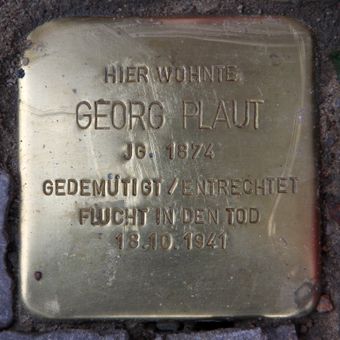 HIER WOHNTE
GEORG PLAUT
JG. 1874
GEDEMÜTIGT / ENTRECHTET
FLUCHT IN DEN TOD
18.10.1941